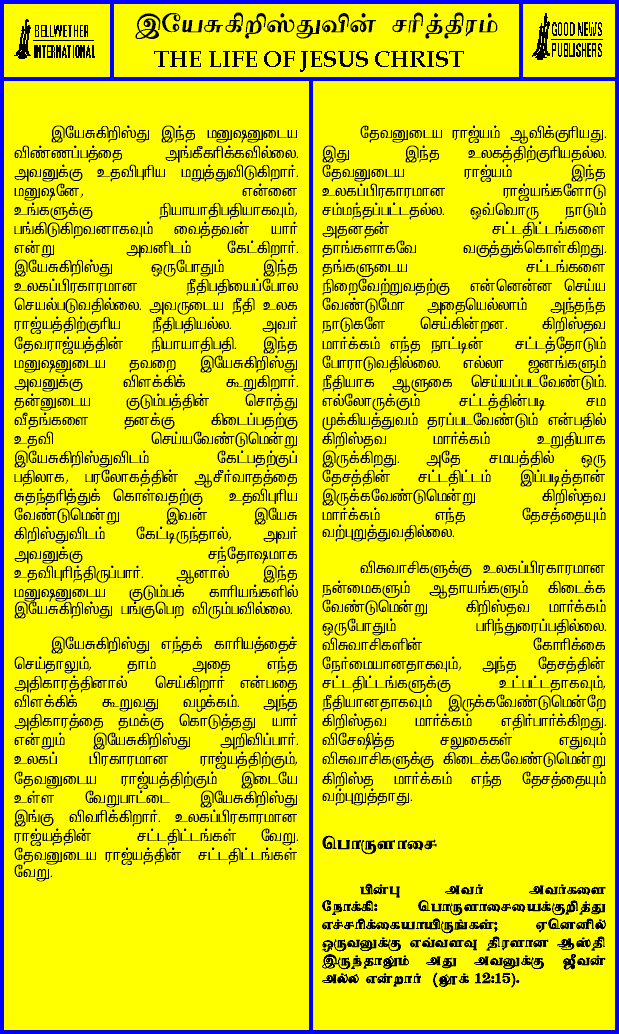 BELLWETHER
INTERNATIONAL
இயேசுகிறிஸ்துவின் சரித்திரம்
THE LIFE OF JESUS CHRIST
GOOD NEWS
PUBLISHERS
இயேசுகிறிஸ்து இந்த மனுஷனுடைய
விண்ணப்பத்தை அங்கீகரிக்கவில்லை.
அவனுக்கு உதவிபுரிய மறுத்துவிடுகிறார்.
மனுஷனே, என்னை
உங்களுக்கு நியாயாதிபதியாகவும்,
பங்கிடுகிறவனாகவும் வைத்தவன் யார்
என்று அவனிடம் கேட்கிறார்.
இயேசுகிறிஸ்து ஒருபோதும் இந்த
உலகப்பிரகாரமான நீதிபதியைப்போல
செயல்படுவதில்லை. அவருடைய நீதி உலக
ராஜ்யத்திற்குரிய நீதிபதியல்ல. அவர்
தேவராஜ்யத்தின் நியாயாதிபதி. இந்த
மனுஷனுடைய தவறை இயேசுகிறிஸ்து
அவனுக்கு விளக்கிக் கூறுகிறார்.
தன்னுடைய குடும்பத்தின் சொத்து
வீதங்களை தனக்கு கிடைப்பதற்கு
உதவி செய்யவேண்டுமென்று
இயேசுகிறிஸ்துவிடம் கேட்பதற்குப்
பதிலாக, பரலோகத்தின் ஆசீர்வாதத்தை
சுதந்தரித்துக் கொள்வதற்கு உதவிபுரிய
வேண்டுமென்று இவன் இயேசு
கிறிஸ்துவிடம் கேட்டிருந்தால், அவர்
அவனுக்கு சந்தோஷமாக
உதவிபுரிந்திருப்பார். ஆனால் இந்த
மனுஷனுடைய குடும்பக் காரியங்களில்
இயேசுகிறிஸ்து பங்குபெற விரும்பவில்லை.
இயேசுகிறிஸ்து எந்தக் காரியத்தைச்
செய்தாலும், தாம் அதை எந்த
அதிகாரத்தினால் செய்கிறார் என்பதை
விளக்கிக் கூறுவது வழக்கம். அந்த
அதிகாரத்தை தமக்கு கொடுத்தது யார்
என்றும் இயேசுகிறிஸ்து அறிவிப்பார்.
உலகப் பிரகாரமான ராஜ்யத்திற்கும்,
தேவனுடைய ராஜ்யத்திற்கும் இடையே
உள்ள வேறுபாட்டை இயேசுகிறிஸ்து
இங்கு விவரிக்கிறார். உலகப்பிரகாரமான
ராஜ்யத்தின் சட்டதிட்டங்கள் வேறு.
தேவனுடைய ராஜ்யத்தின் சட்டதிட்டங்கள்
வேறு.
தேவனுடைய ராஜ்யம் ஆவிக்குரியது.
இது இந்த உலகத்திற்குரியதல்ல.
தேவனுடைய ராஜ்யம் இந்த
உலகப்பிரகாரமான ராஜ்யங்களோடு
சம்மந்தப்பட்டதல்ல. ஒவ்வொரு நாடும்
அதனதன் சட்டதிட்டங்களை
தாங்களாகவே வகுத்துக்கொள்கிறது.
தங்களுடைய சட்டங்களை
நிறைவேற்றுவதற்கு என்னென்ன செய்ய
வேண்டுமோ அதையெல்லாம் அந்தந்த
நாடுகளே செய்கின்றன. கிறிஸ்தவ
மார்க்கம் எந்த நாட்டின் சட்டத்தோடும்
போராடுவதில்லை. எல்லா ஜனங்களும்
நீதியாக ஆளுகை செய்யப்படவேண்டும்.
எல்லோருக்கும் சட்டத்தின்படி சம
முக்கியத்துவம் தரப்படவேண்டும் என்பதில்
கிறிஸ்தவ மார்க்கம் உறுதியாக
இருக்கிறது. அதே சமயத்தில் ஒரு
தேசத்தின் சட்டதிட்டம் இப்படித்தான்
இருக்கவேண்டுமென்று கிறிஸ்தவ
மார்க்கம் எந்த தேசத்தையும்
வற்புறுத்துவதில்லை.
விசுவாசிகளுக்கு உலகப்பிரகாரமான
நன்மைகளும் ஆதாயங்களும் கிடைக்க
வேண்டுமென்று கிறிஸ்தவ மார்க்கம்
ஒருபோதும் பரிந்துரைப்பதில்லை.
விசுவாசிகளின் கோரிக்கை
நேர்மையானதாகவும், அந்த தேசத்தின்
சட்டதிட்டங்களுக்கு உட்பட்டதாகவும்,
நீதியானதாகவும் இருக்கவேண்டுமென்றே
கிறிஸ்தவ மார்க்கம் எதிர்பார்க்கிறது.
விசேஷித்த சலுகைகள் எதுவும்
விசுவாசிகளுக்கு கிடைக்கவேண்டுமென்று
கிறிஸ்த மார்க்கம் எந்த தேசத்தையும்
வற்புறுத்தாது.
பொருளாசை
பின்பு அவர் அவர்களை
நோக்கி: பொருளாசையைக்குறித்து
எச்சரிக்கையாயிருங்கள்; ஏனெனில்
ஒருவனுக்கு எவ்வளவு திரளான ஆஸ்தி
இருந்தாலும் அது அவனுக்கு ஜீவன்
அல்ல என்றார் (லூக் 12:15).